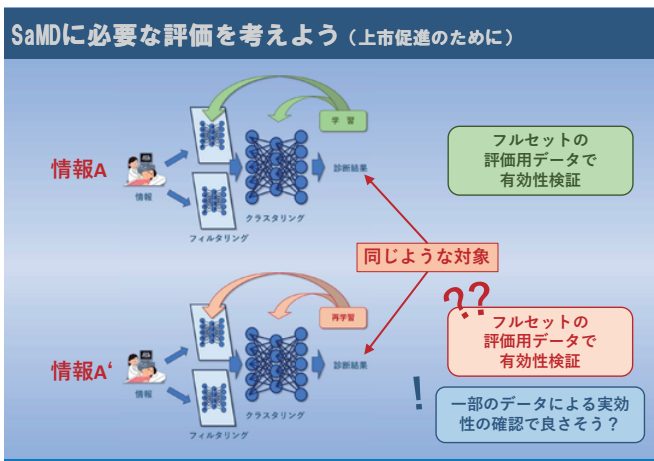 SaMDに必要な評価を考えよう（上市促進のために）
学習
情報A
情報
フィルタリング
クラスタリング
診断結果
フルセットの
評価用データで
有効性検証
同じような対象
再学習
情報A‘
情報
フィルタリング
クラスタリング
診断結果
??
フルセットの
評価用データで
有効性検証
!
一部のデータによる実効
性の確認で良さそう？